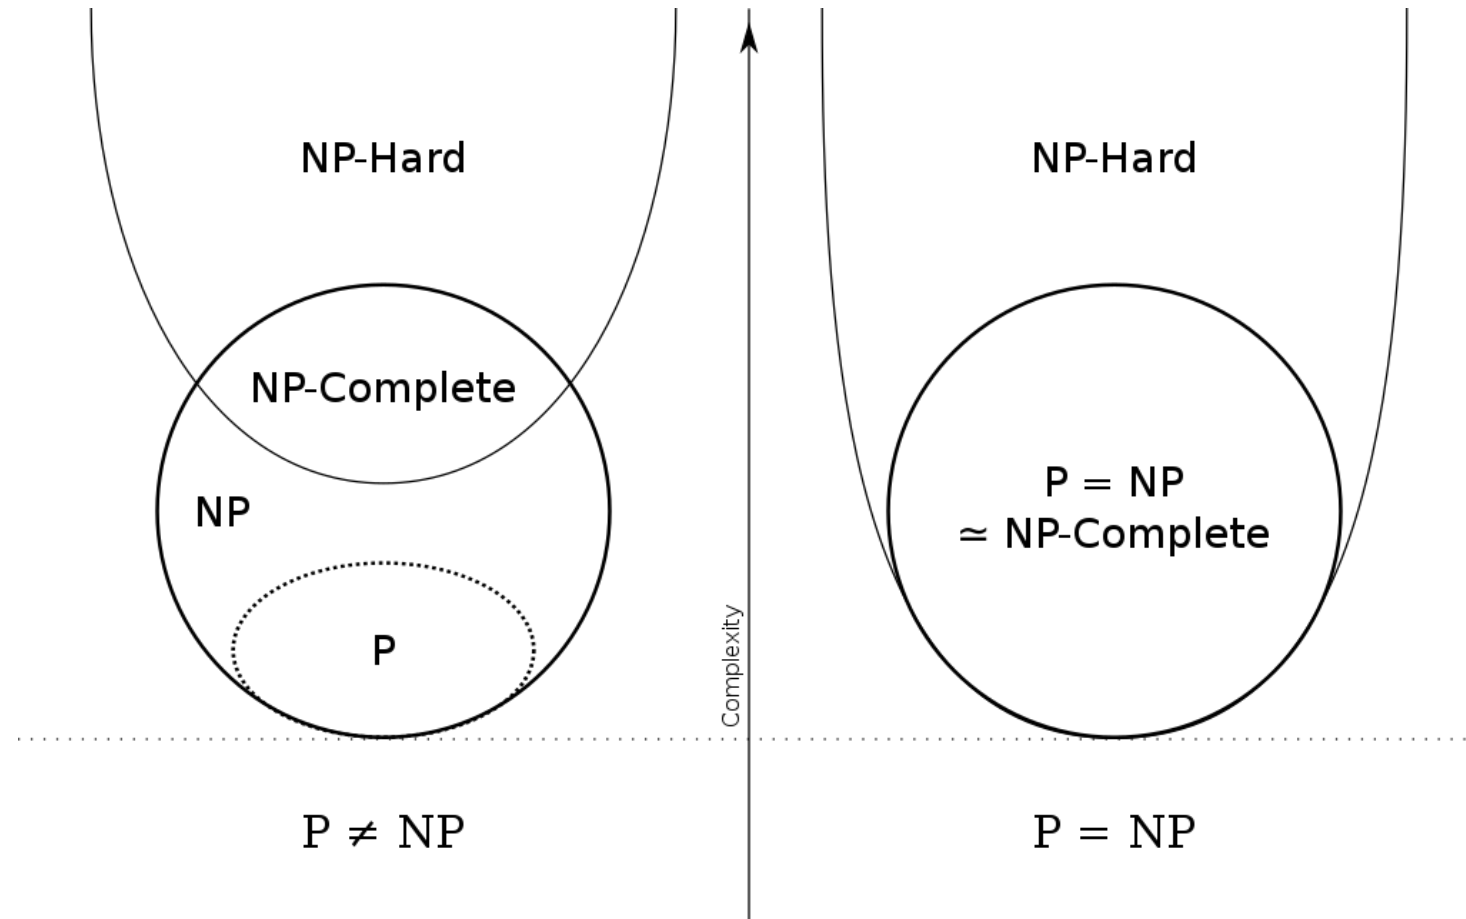 NP-Hard
NP-Complete
NP
P
P ≠ NP
Complexity
NP-Hard
P = NP
≃ NP-Complete
P = NP